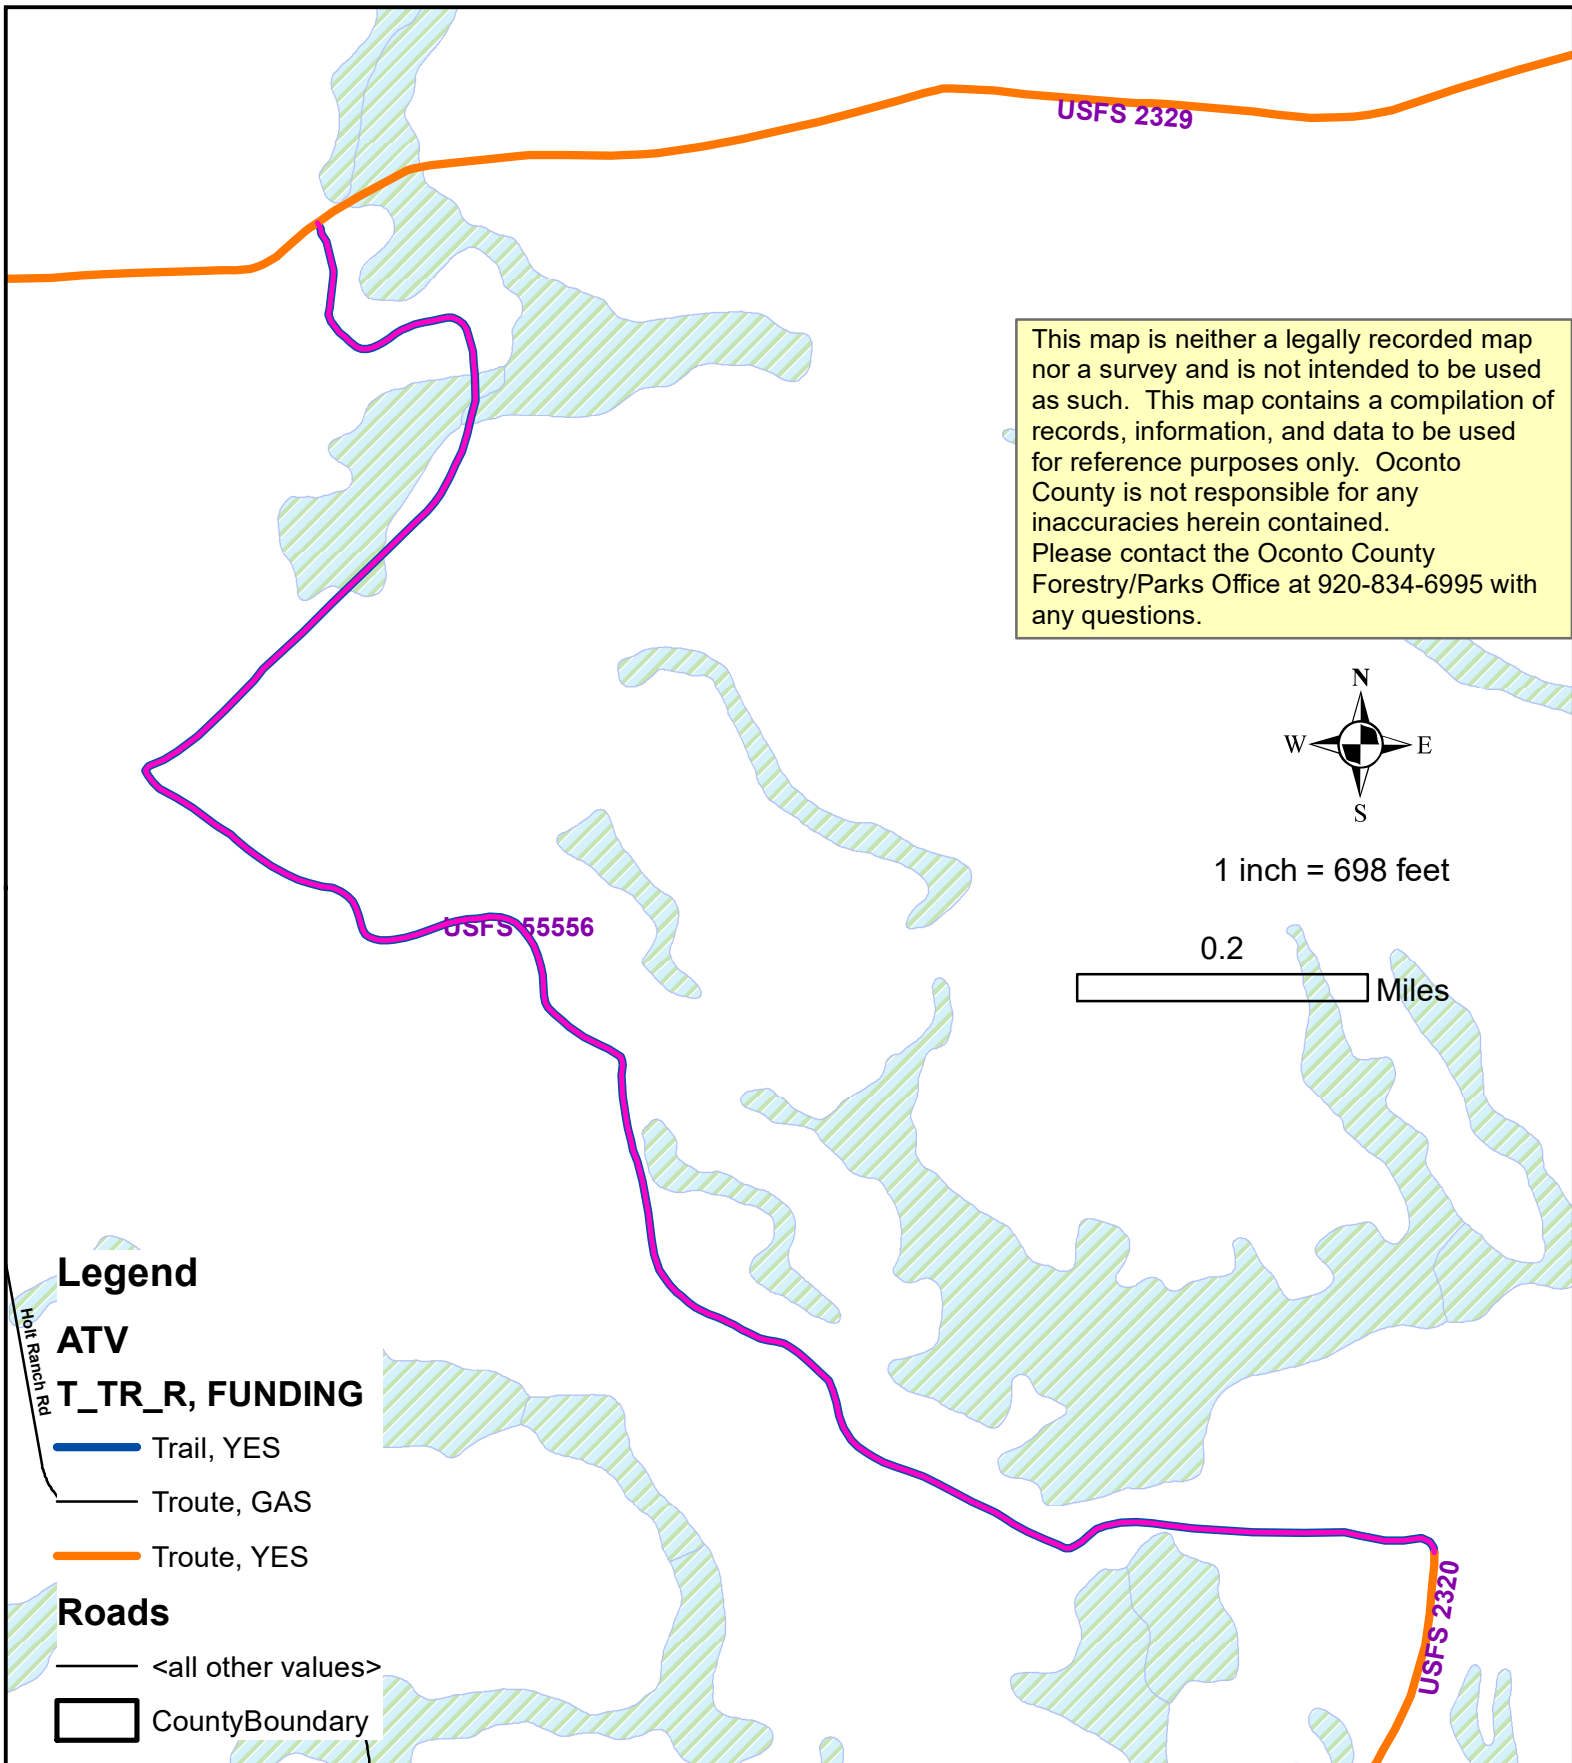 USFS 2329
This map is neither a legally recorded map
nor a survey and is not intended to be used
as such.  This map contains a compilation of
records, information, and data to be used
for reference purposes only.  Oconto
County is not responsible for any
inaccuracies herein contained.
Please contact the Oconto County
Forestry/Parks Office at 920-834-6995 with
any questions.
N
W E
S
1 inch = 698 feet
USFS 55556
0.2
Miles
Holt Ranch Rd
Legend
ATV
T_TR_R, FUNDING
Trail, YES
Troute, GAS
Troute, YES
Roads
<all other values>
CountyBoundary
USFS 2320